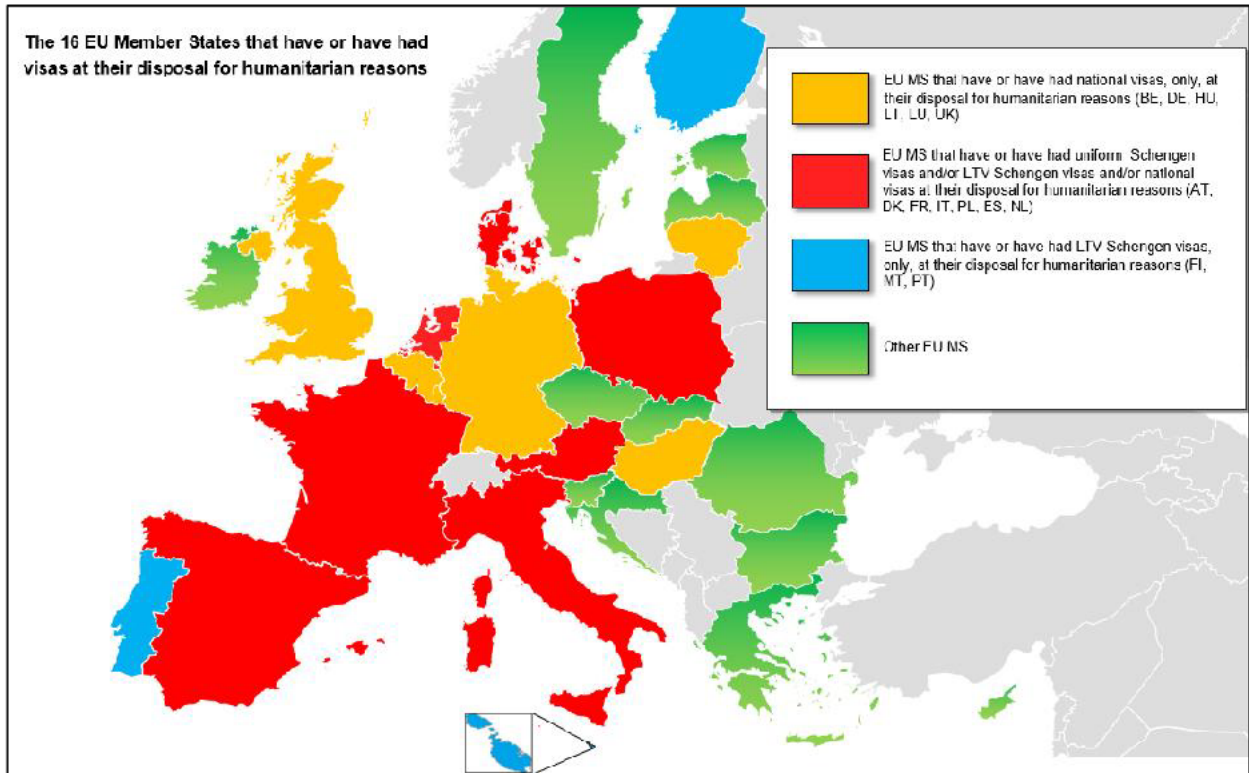 The 16 EU Member States that have or have had
visas at their disposal for humanitarian reasons
EU MS that have or have had national visas, only, at
their disposal for humanitarian reasons (BE, DE, HU,
LT, LU, UK)
EU MS that have or have had uniform Schengen
visas and/or LTV Schengen visas and/or national
visas at their disposal for humanitarian reasons (AT,
DK, FR, IT, PL, ES, NL)
EU MS that have or have had LTV Schengen visas,
only, at their disposal for humanitarian reasons (FI,
MT, PT)
Other EU MS